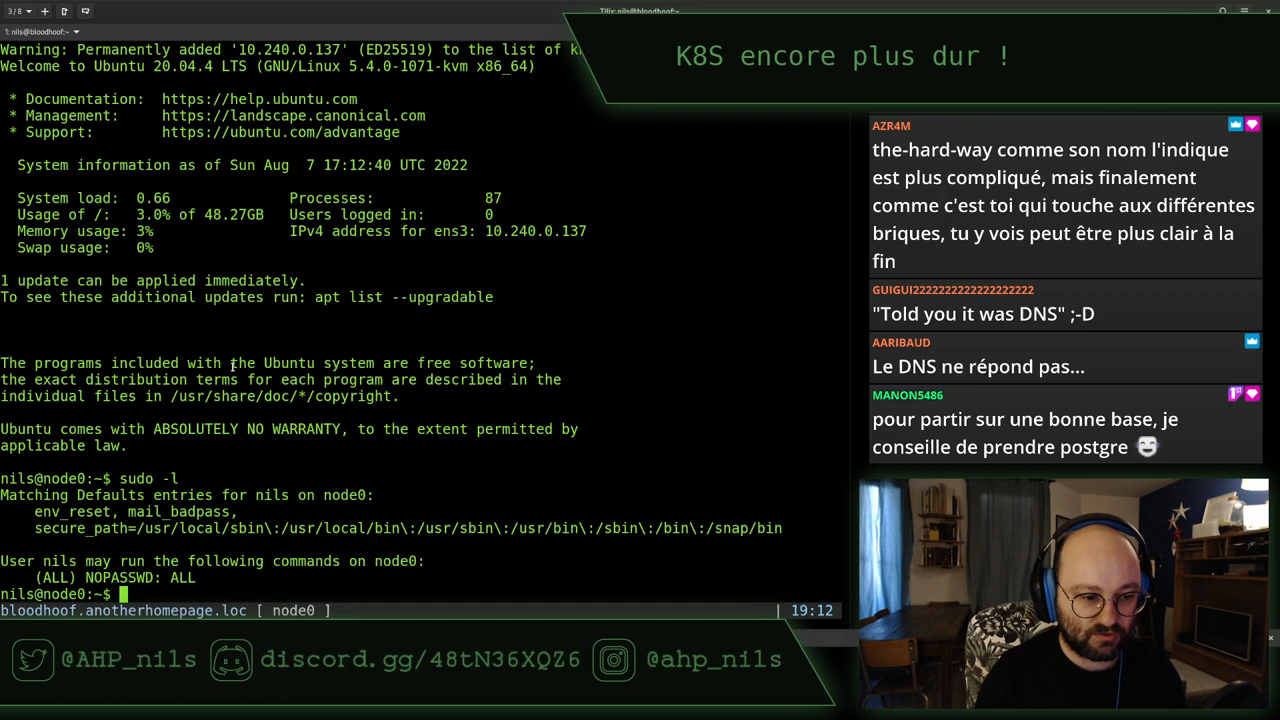 3/8
Tilix: nils@bloodhoof:~
1: nils@bloodhoof:~
K8S encore plus dur !
Warning: Permanently added '10.240.0.137' (ED25519) to the list of k
Welcome to Ubuntu 20.04.4 LTS (GNU/Linux 5.4.0-1071-kvm x86_64)
* Documentation: https://help.ubuntu.com
* Management: https://landscape.canonical.com
* Support: https://ubuntu.com/advantage
System information as of Sun Aug 7 17:12:40 UTC 2022
System load: 0.66 Processes: 87
Usage of /: 3.0% of 48.27GB Users logged in: 0
Memory usage: 3% IPv4 address for ens3: 10.240.0.137
Swap usage: 0%
1 update can be applied immediately.
To see these additional updates run: apt list --upgradable
The programs included with the Ubuntu system are free software;
the exact distribution terms for each program are described in the
individual files in /usr/share/doc/*/copyright.
Ubuntu comes with ABSOLUTELY NO WARRANTY, to the extent permitted by
applicable law.
nils@node0:~$ sudo -l
Matching Defaults entries for nils on node0:
env_reset, mail_badpass,
secure_path=/usr/local/sbin\:/usr/local/bin\:/usr/sbin\:/usr/bin\:/sbin\:/bin\:/snap/bin
User nils may run the following commands on node0:
(ALL) NOPASSWD: ALL
nils@node0:~$
bloodhoof.anotherhomepage.loc [ node0 ] | 19:12
AZR4M
the-hard-way comme son nom l'indique
est plus compliqué, mais finalement
comme c'est toi qui touche aux différentes
briques, tu y vois peut être plus clair à la
fin
GUIGUI2222222222222222222
"Told you it was DNS" ;-D
AARIBAUD
Le DNS ne répond pas...
MANON5486
pour partir sur une bonne base, je
conseille de prendre postgre
@AHP_nils discord.gg/48tN36XQZ6 @ahp_nils